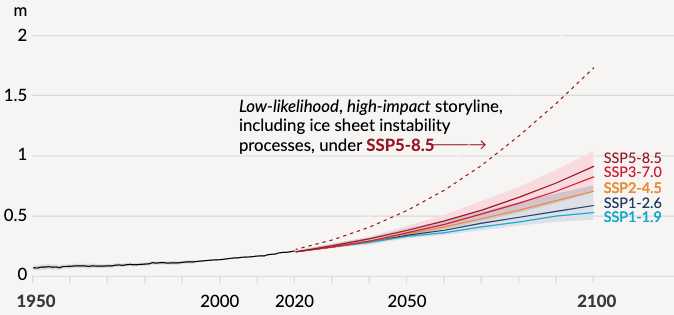 m
2
1.5
Low-likelihood, high-impact storyline,
including ice sheet instability
processes, under SSP5-8.5
1
SSP5-8.5
SSP3-7.0
SSP2-4.5
SSP1-2.6
SSP1-1.9
0.5
0
1950 2000 2020 2050 2100